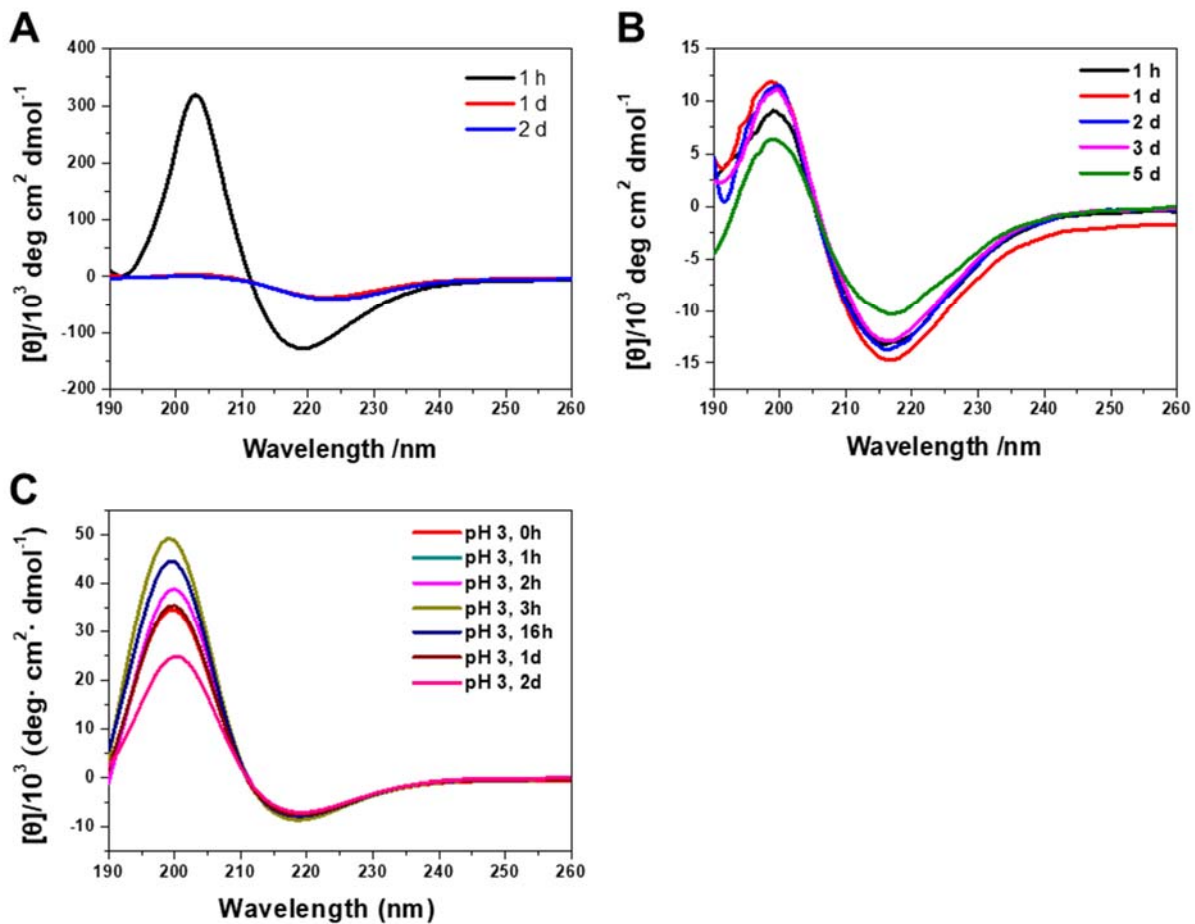 A
[θ]/10³ deg cm² dmol⁻¹
400
300
200
100
0
-100
-200
1 h
1 d
2 d
190 200 210 220 230 240 250 260
Wavelength /nm
B
[θ]/10³ deg cm² dmol⁻¹
15
10
5
0
-5
-10
-15
1 h
1 d
2 d
3 d
5 d
190 200 210 220 230 240 250 260
Wavelength /nm
C
[θ]/10³ (deg· cm²· dmol⁻¹)
50
40
30
20
10
0
-10
pH 3, 0h
pH 3, 1h
pH 3, 2h
pH 3, 3h
pH 3, 16h
pH 3, 1d
pH 3, 2d
190 200 210 220 230 240 250 260
Wavelength (nm)